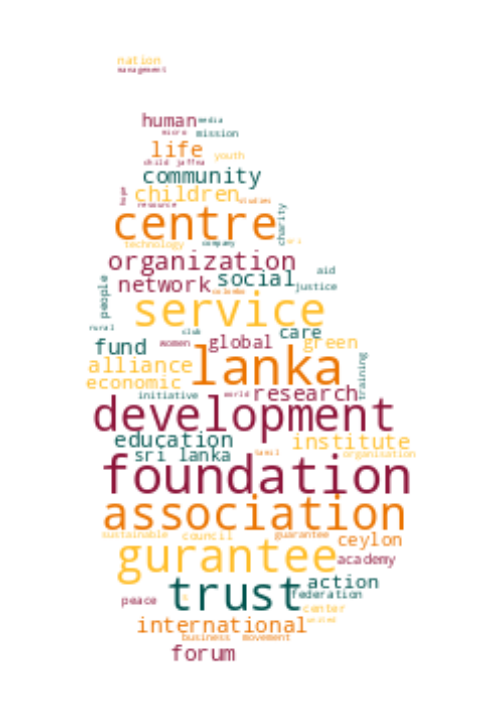 nation
management
human media
micro mission
life
child jaffna youth
community
hope children studies
resource
centre charity
technology company
organization
network social aid
people colombo justice
service
rural club care
fund women global green
alliance lanka training
economic
initiative world research
development
education institute
sri lanka tamil organisation
foundation
association
sustainable council guarantee ceylon
gurantee academy
action
trust federation
peace center
international united
business movement
forum